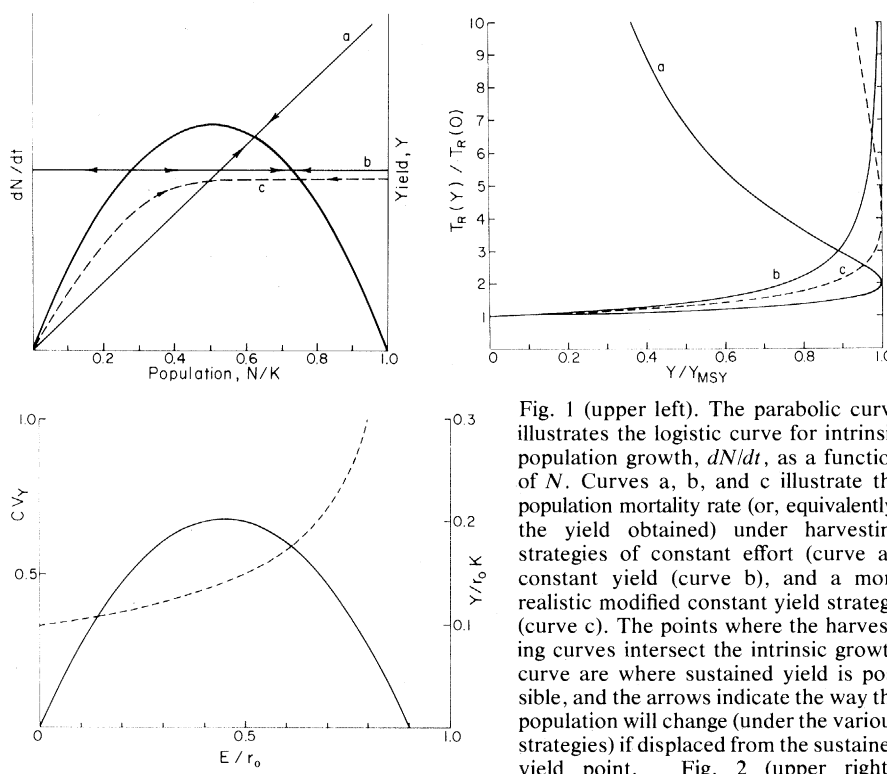 a
b
c
dN/dt
Yield, Y
0.2 0.4 0.6 0.8 1.0
Population, N/K
10
9
8
7
6
5
4
3
2
1
T_R(Y) / T_R(0)
a
b
c
0 0.2 0.4 0.6 0.8 1.0
Y/Y_MSY
1.0
0.5
CV_Y
0.3
0.2
0.1
Y/r_o K
0 0.5 1.0
E/r_o
Fig. 1 (upper left). The parabolic curv
illustrates the logistic curve for intrinsi
population growth, dN/dt, as a function
of N. Curves a, b, and c illustrate th
population mortality rate (or, equivalently
the yield obtained) under harvestin
strategies of constant effort (curve a)
constant yield (curve b), and a mor
realistic modified constant yield strateg
(curve c). The points where the harves
ing curves intersect the intrinsic growt
curve are where sustained yield is pos
sible, and the arrows indicate the way th
population will change (under the variou
strategies) if displaced from the sustaine
yield point. Fig. 2 (upper right)